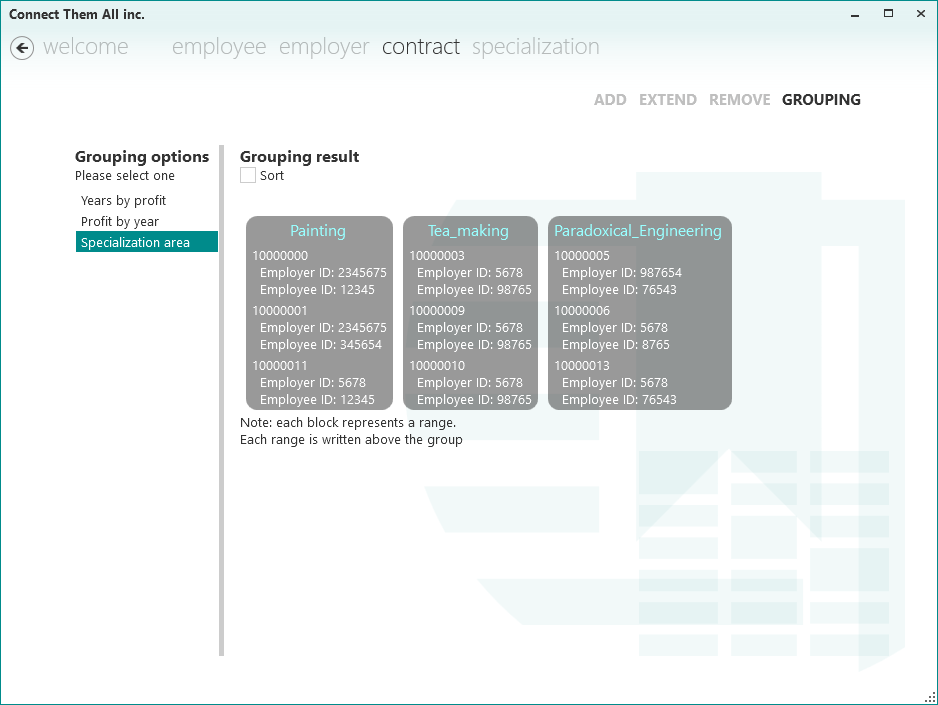 Connect Them All inc.
welcome employee employer contract specialization
ADD EXTEND REMOVE GROUPING
Grouping options
Please select one
Years by profit
Profit by year
Specialization area
Grouping result
Sort
Painting
10000000
Employer ID: 2345675
Employee ID: 12345
10000001
Employer ID: 2345675
Employee ID: 345654
10000011
Employer ID: 5678
Employee ID: 12345
Tea_making
10000003
Employer ID: 5678
Employee ID: 98765
10000009
Employer ID: 5678
Employee ID: 98765
10000010
Employer ID: 5678
Employee ID: 98765
Paradoxical_Engineering
10000005
Employer ID: 987654
Employee ID: 76543
10000006
Employer ID: 5678
Employee ID: 8765
10000013
Employer ID: 5678
Employee ID: 76543
Note: each block represents a range.
Each range is written above the group